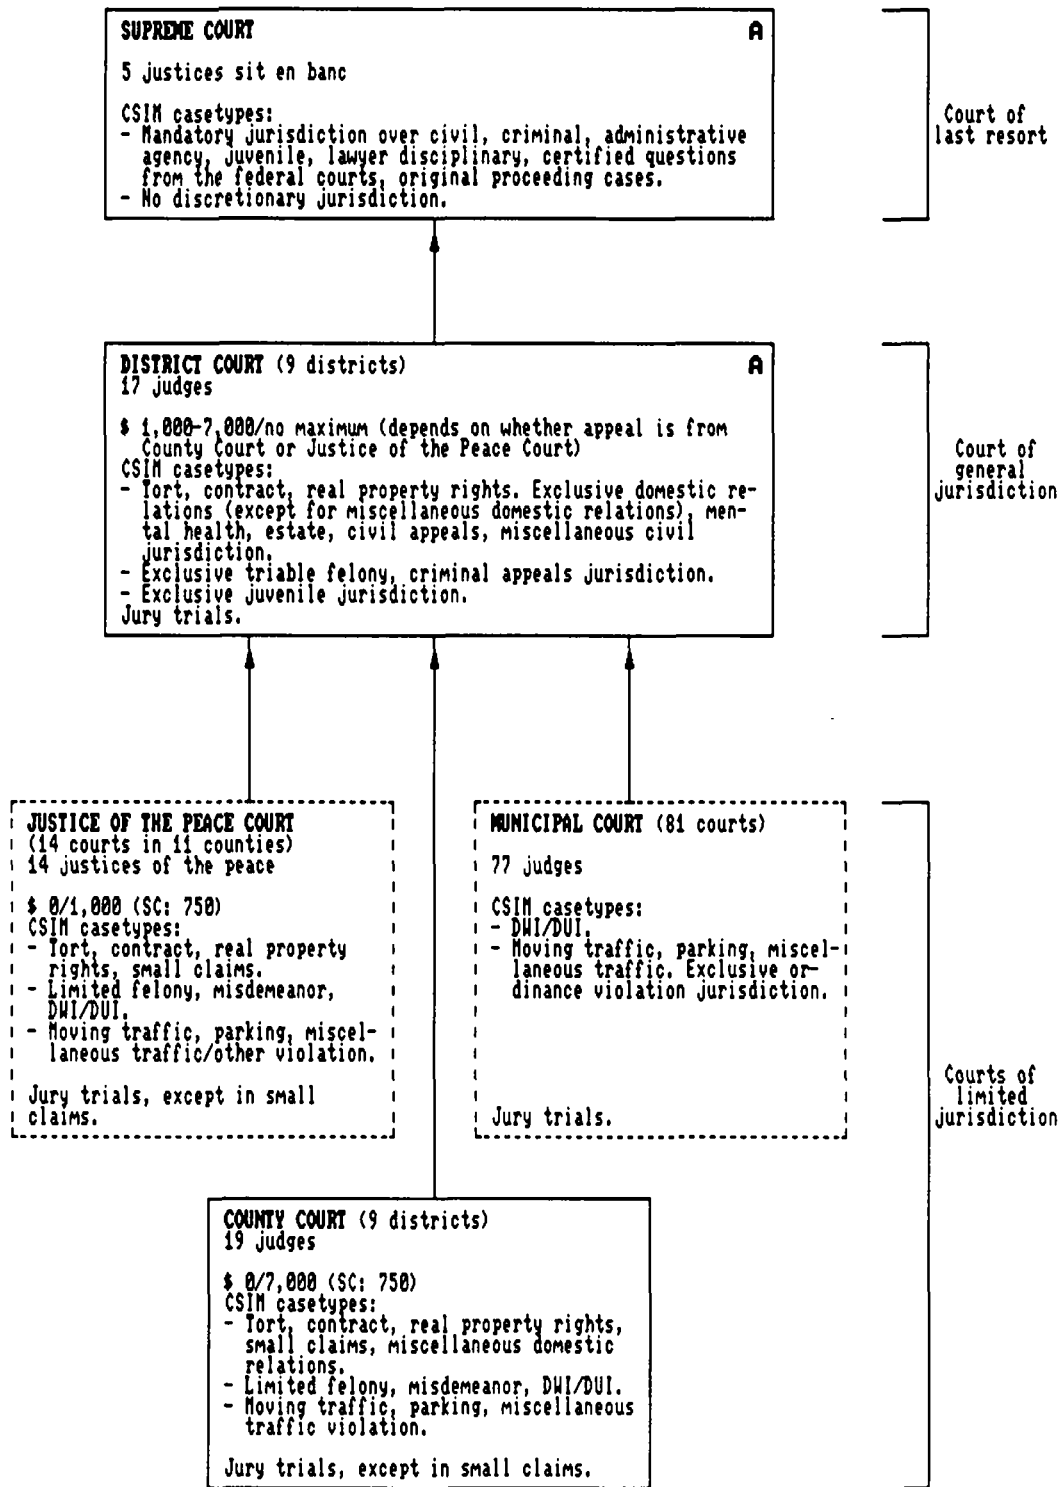 SUPREME COURT A
5 justices sit en banc
CSIM casetypes:
- Mandatory jurisdiction over civil, criminal, administrative
agency, juvenile, lawyer disciplinary, certified questions
from the federal courts, original proceeding cases.
- No discretionary jurisdiction.
Court of
last resort
DISTRICT COURT (9 districts) A
17 judges
$ 1,000-7,000/no maximum (depends on whether appeal is from
County Court or Justice of the Peace Court)
CSIM casetypes:
- Tort, contract, real property rights. Exclusive domestic re-
lations (except for miscellaneous domestic relations), men-
tal health, estate, civil appeals, miscellaneous civil
jurisdiction.
- Exclusive triable felony, criminal appeals jurisdiction.
- Exclusive juvenile jurisdiction.
Jury trials.
Court of
general
jurisdiction
JUSTICE OF THE PEACE COURT
(14 courts in 11 counties)
14 justices of the peace
$ 0/1,000 (SC: 750)
CSIM casetypes:
- Tort, contract, real property
rights, small claims.
- Limited felony, misdemeanor,
DWI/DUI.
- Moving traffic, parking, miscel-
laneous traffic/other violation.
Jury trials, except in small
claims.
MUNICIPAL COURT (81 courts)
77 judges
CSIM casetypes:
- DWI/DUI.
- Moving traffic, parking, miscel-
laneous traffic. Exclusive or-
dinance violation jurisdiction.
Jury trials.
Courts of
limited
jurisdiction
COUNTY COURT (9 districts)
19 judges
$ 0/7,000 (SC: 750)
CSIM casetypes:
- Tort, contract, real property rights,
small claims, miscellaneous domestic
relations.
- Limited felony, misdemeanor, DWI/DUI.
- Moving traffic, parking, miscellaneous
traffic violation.
Jury trials, except in small claims.